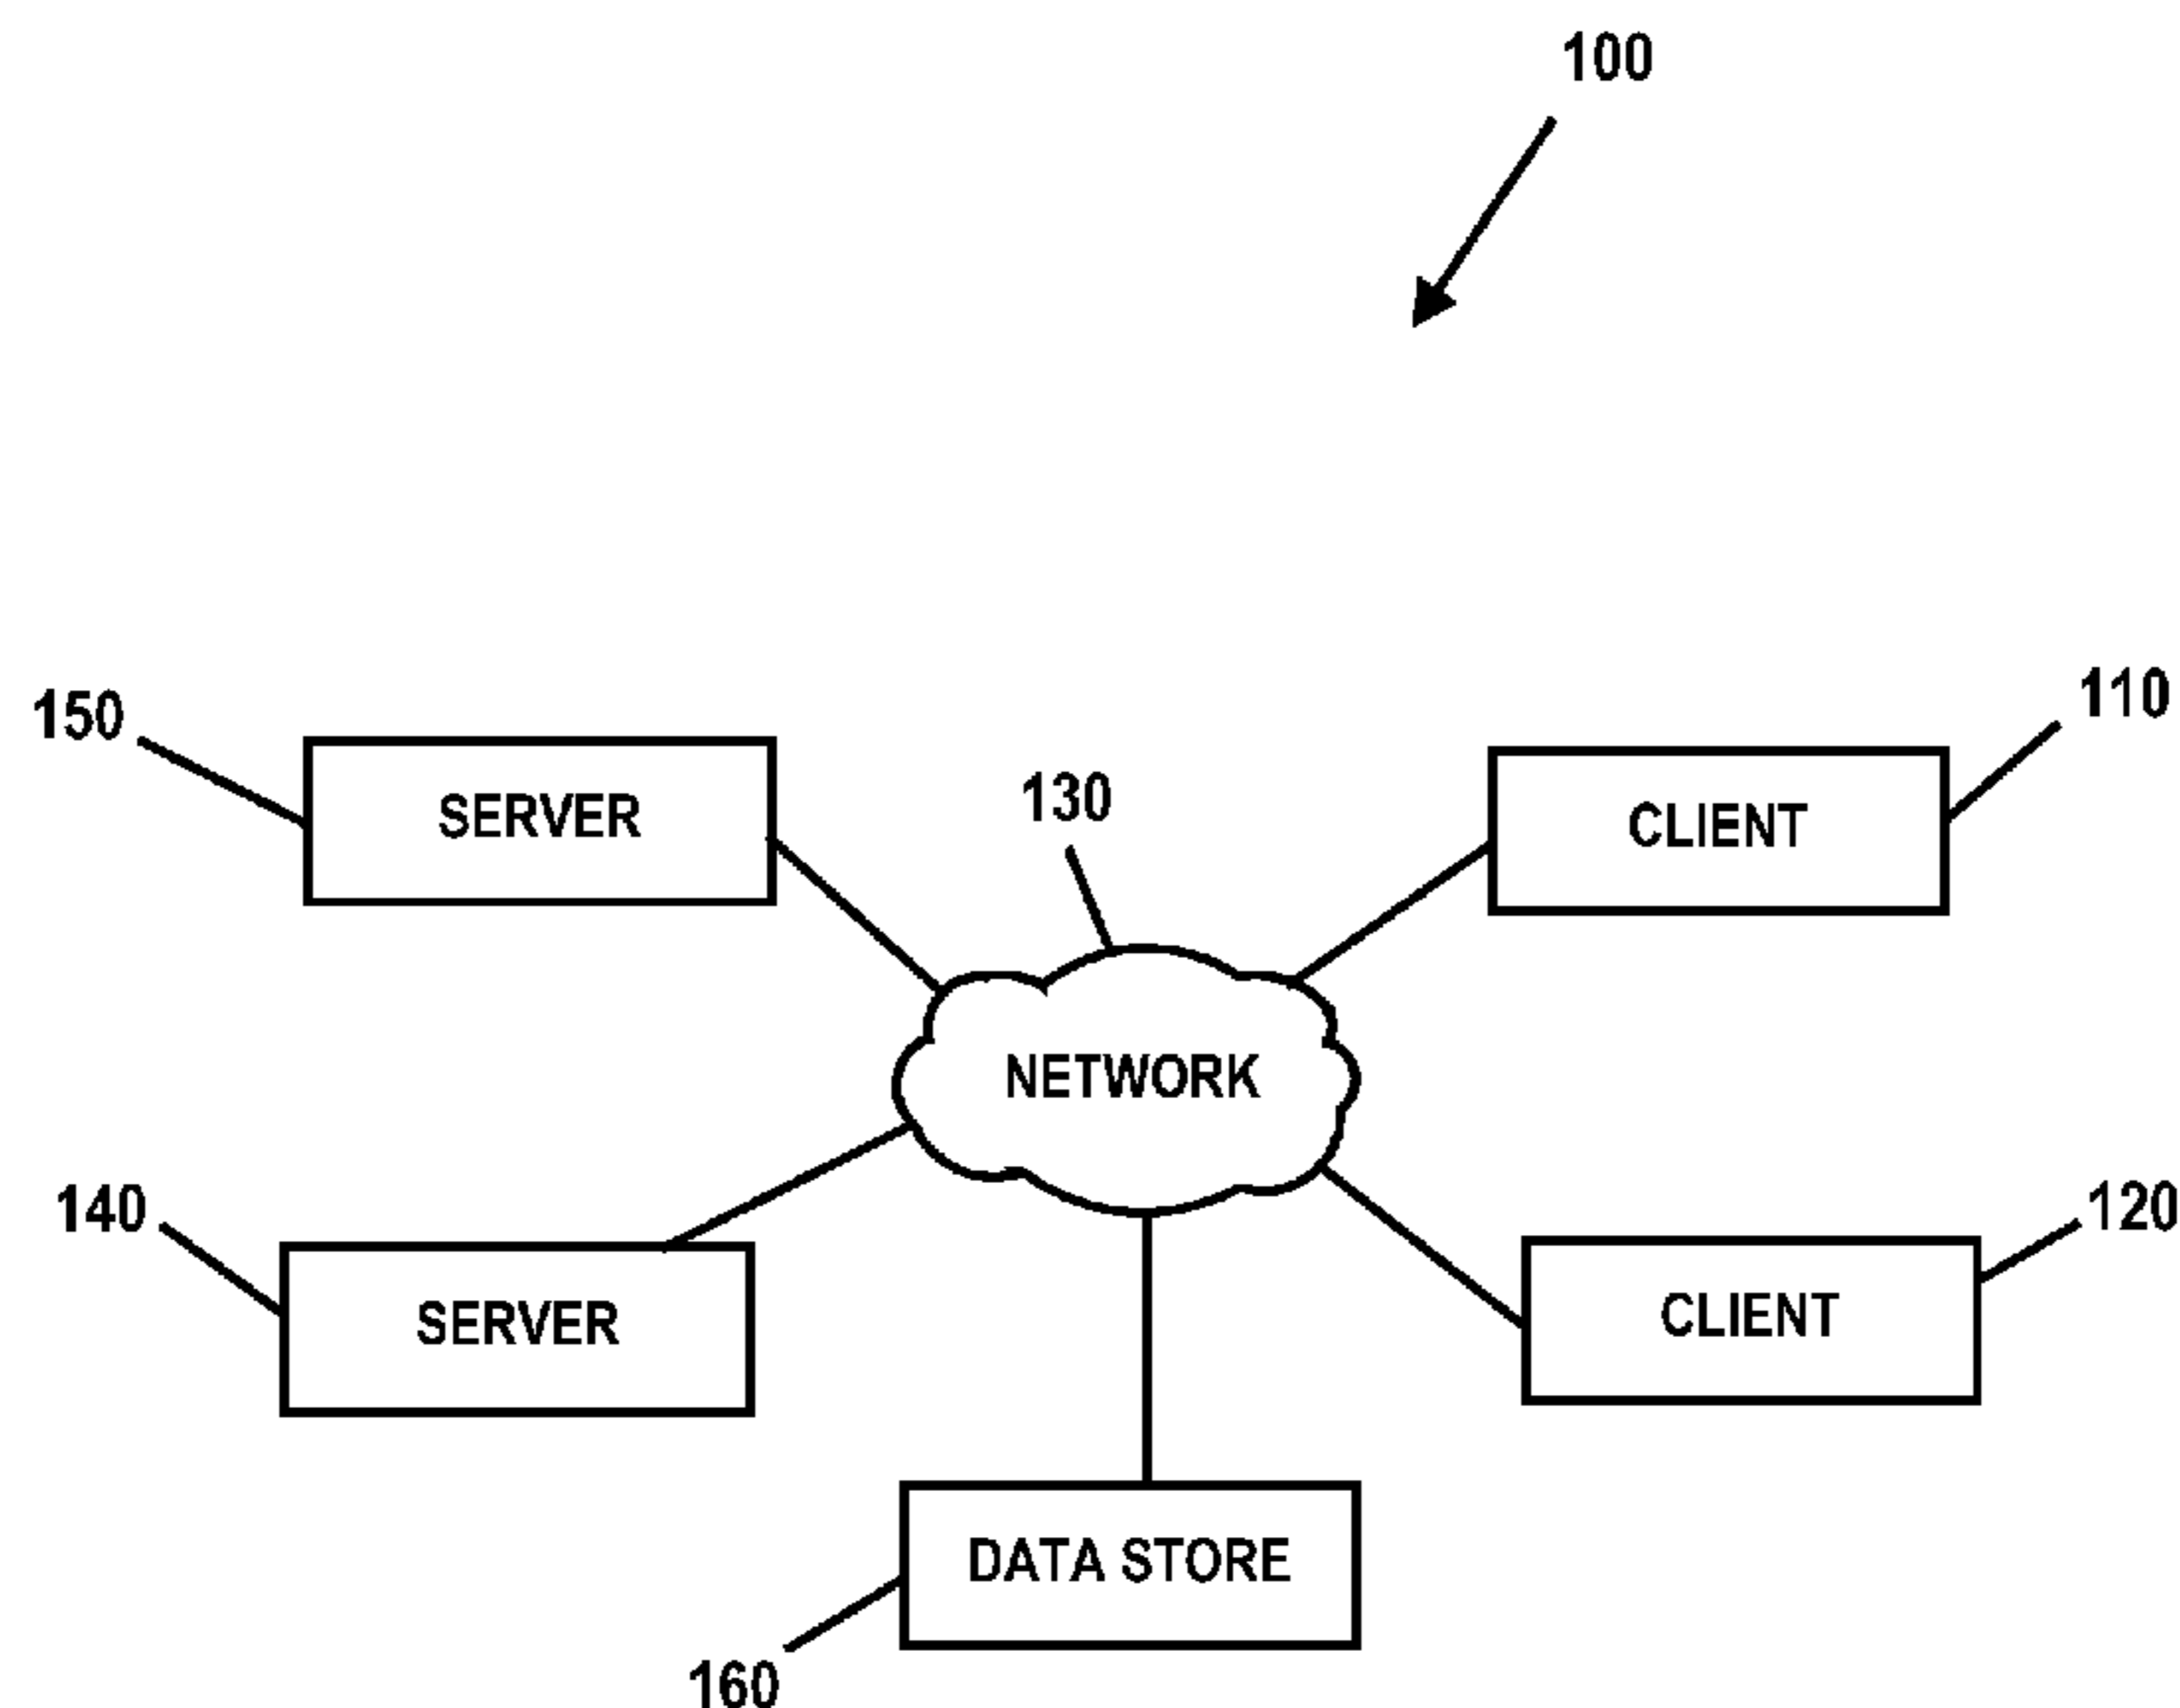 100
150
110
SERVER
130
CLIENT
NETWORK
140
120
SERVER
CLIENT
DATA STORE
160